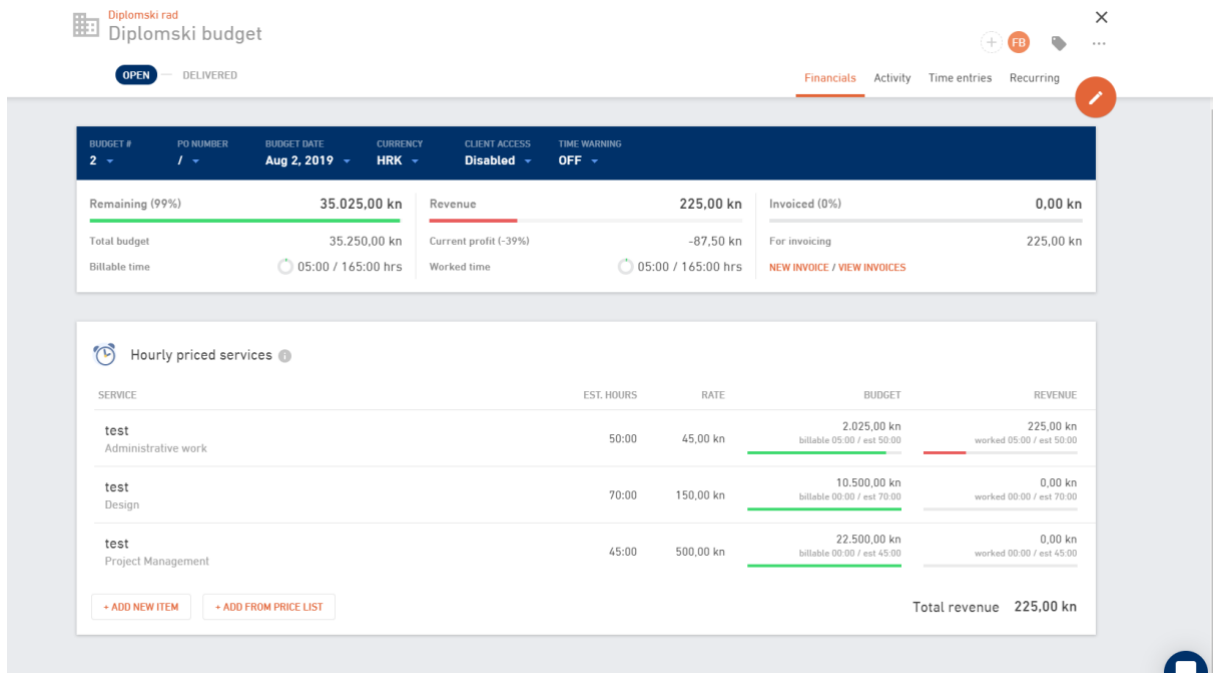 Diplomski rad
Diplomski budget
FB
OPEN — DELIVERED
Financials Activity Time entries Recurring
BUDGET # PO NUMBER BUDGET DATE CURRENCY CLIENT ACCESS TIME WARNING
2 / Aug 2, 2019 HRK Disabled OFF
Remaining (99%) 35.025,00 kn Revenue 225,00 kn Invoiced (0%) 0,00 kn
Total budget 35.250,00 kn Current profit (-39%) -87,50 kn For invoicing 225,00 kn
Billable time 05:00 / 165:00 hrs Worked time 05:00 / 165:00 hrs NEW INVOICE / VIEW INVOICES
Hourly priced services
SERVICE EST. HOURS RATE BUDGET REVENUE
test 50:00 45,00 kn 2.025,00 kn 225,00 kn
Administrative work billable 05:00 / est 50:00 worked 05:00 / est 50:00
test 70:00 150,00 kn 10.500,00 kn 0,00 kn
Design billable 00:00 / est 70:00 worked 00:00 / est 70:00
test 45:00 500,00 kn 22.500,00 kn 0,00 kn
Project Management billable 00:00 / est 45:00 worked 00:00 / est 45:00
+ ADD NEW ITEM + ADD FROM PRICE LIST Total revenue 225,00 kn